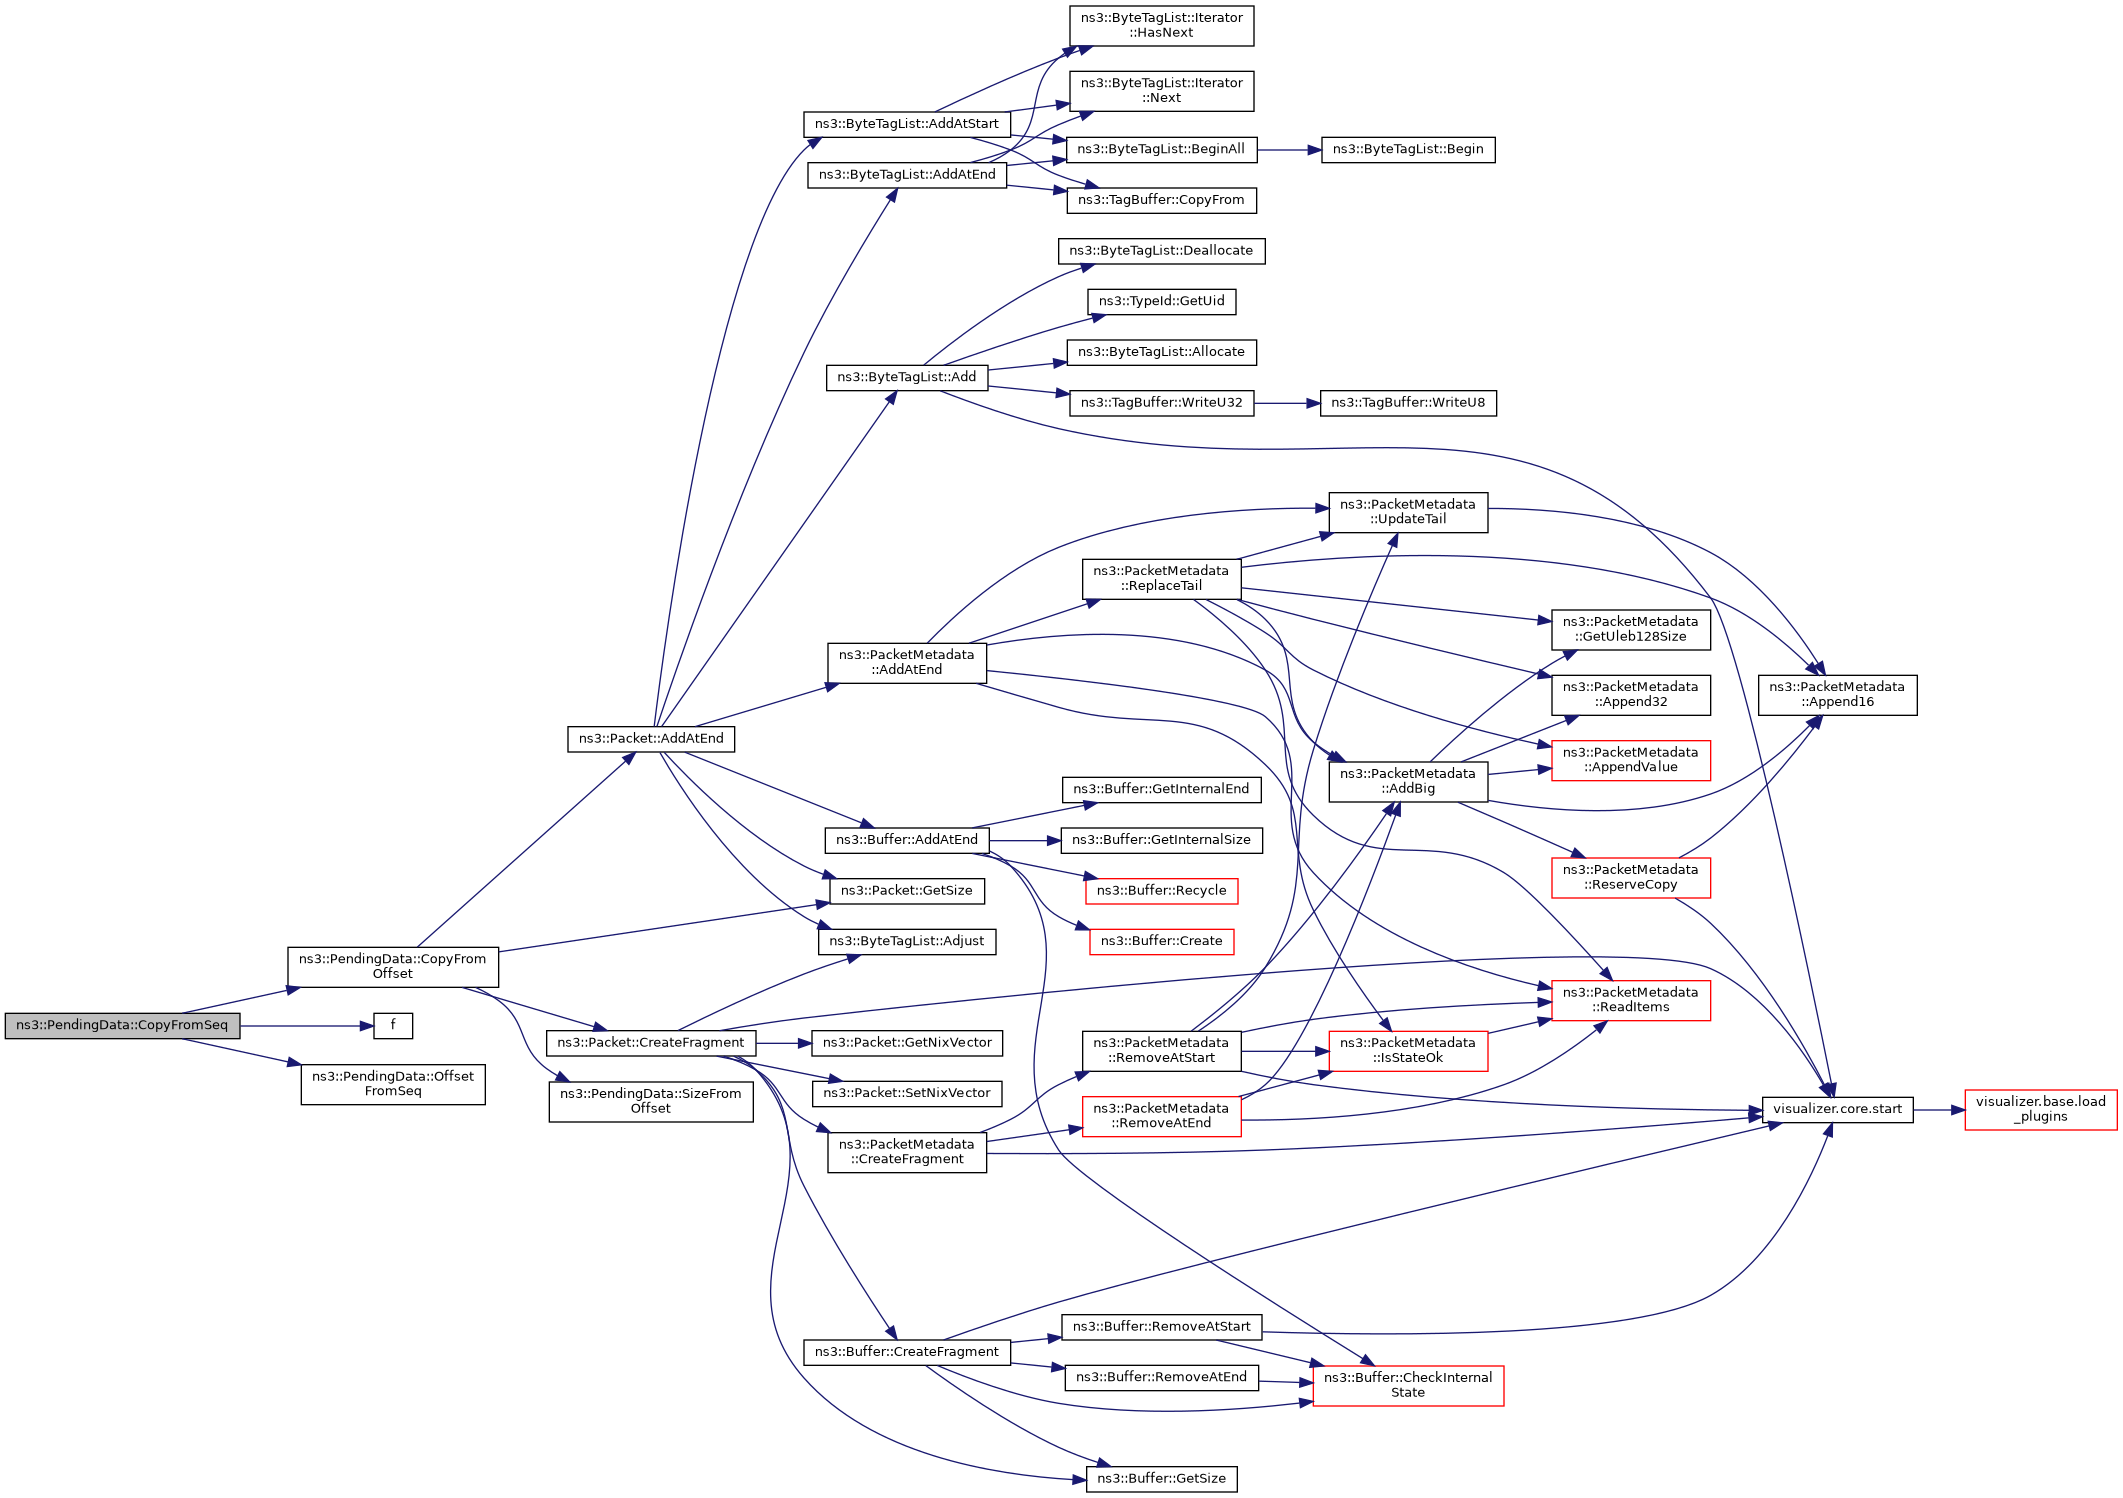 ns3::ByteTagList::Iterator
::HasNext
ns3::ByteTagList::Iterator
::Next
ns3::ByteTagList::AddAtStart
ns3::ByteTagList::BeginAll
ns3::ByteTagList::Begin
ns3::ByteTagList::AddAtEnd
ns3::TagBuffer::CopyFrom
ns3::ByteTagList::Deallocate
ns3::TypeId::GetUid
ns3::ByteTagList::Allocate
ns3::ByteTagList::Add
ns3::TagBuffer::WriteU32
ns3::TagBuffer::WriteU8
ns3::PacketMetadata
::UpdateTail
ns3::PacketMetadata
::ReplaceTail
ns3::PacketMetadata
::GetUleb128Size
ns3::PacketMetadata
::AddAtEnd
ns3::PacketMetadata
::Append32
ns3::PacketMetadata
::Append16
ns3::Packet::AddAtEnd
ns3::PacketMetadata
::AppendValue
ns3::PacketMetadata
::AddBig
ns3::Buffer::GetInternalEnd
ns3::Buffer::AddAtEnd
ns3::Buffer::GetInternalSize
ns3::Packet::GetSize
ns3::Buffer::Recycle
ns3::PacketMetadata
::ReserveCopy
ns3::ByteTagList::Adjust
ns3::Buffer::Create
ns3::PendingData::CopyFrom
Offset
ns3::PacketMetadata
::ReadItems
ns3::PendingData::CopyFromSeq
f
ns3::Packet::CreateFragment
ns3::Packet::GetNixVector
ns3::PacketMetadata
::RemoveAtStart
ns3::PacketMetadata
::IsStateOk
ns3::PendingData::Offset
FromSeq
ns3::PendingData::SizeFrom
Offset
ns3::Packet::SetNixVector
ns3::PacketMetadata
::RemoveAtEnd
visualizer.core.start
visualizer.base.load
_plugins
ns3::PacketMetadata
::CreateFragment
ns3::Buffer::RemoveAtStart
ns3::Buffer::CreateFragment
ns3::Buffer::RemoveAtEnd
ns3::Buffer::CheckInternal
State
ns3::Buffer::GetSize